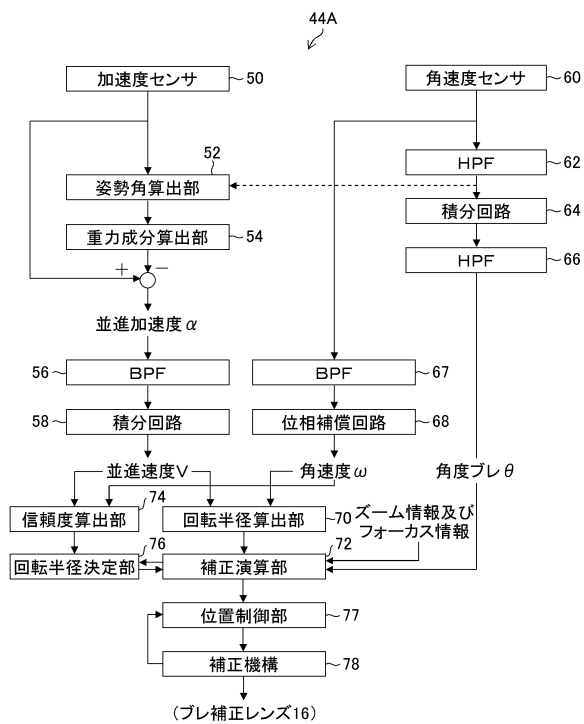 44A
加速度センサ 50
角速度センサ 60
HPF 62
52
姿勢角算出部
積分回路 64
重力成分算出部 54
HPF 66
+ −
並進加速度α
56 BPF
BPF 67
58 積分回路
位相補償回路 68
並進速度V
角速度ω
角度ブレθ
74
信頼度算出部
回転半径算出部 70
ズーム情報及び
フォーカス情報
76
72
回転半径決定部
補正演算部
位置制御部 77
補正機構 78
(ブレ補正レンズ16)